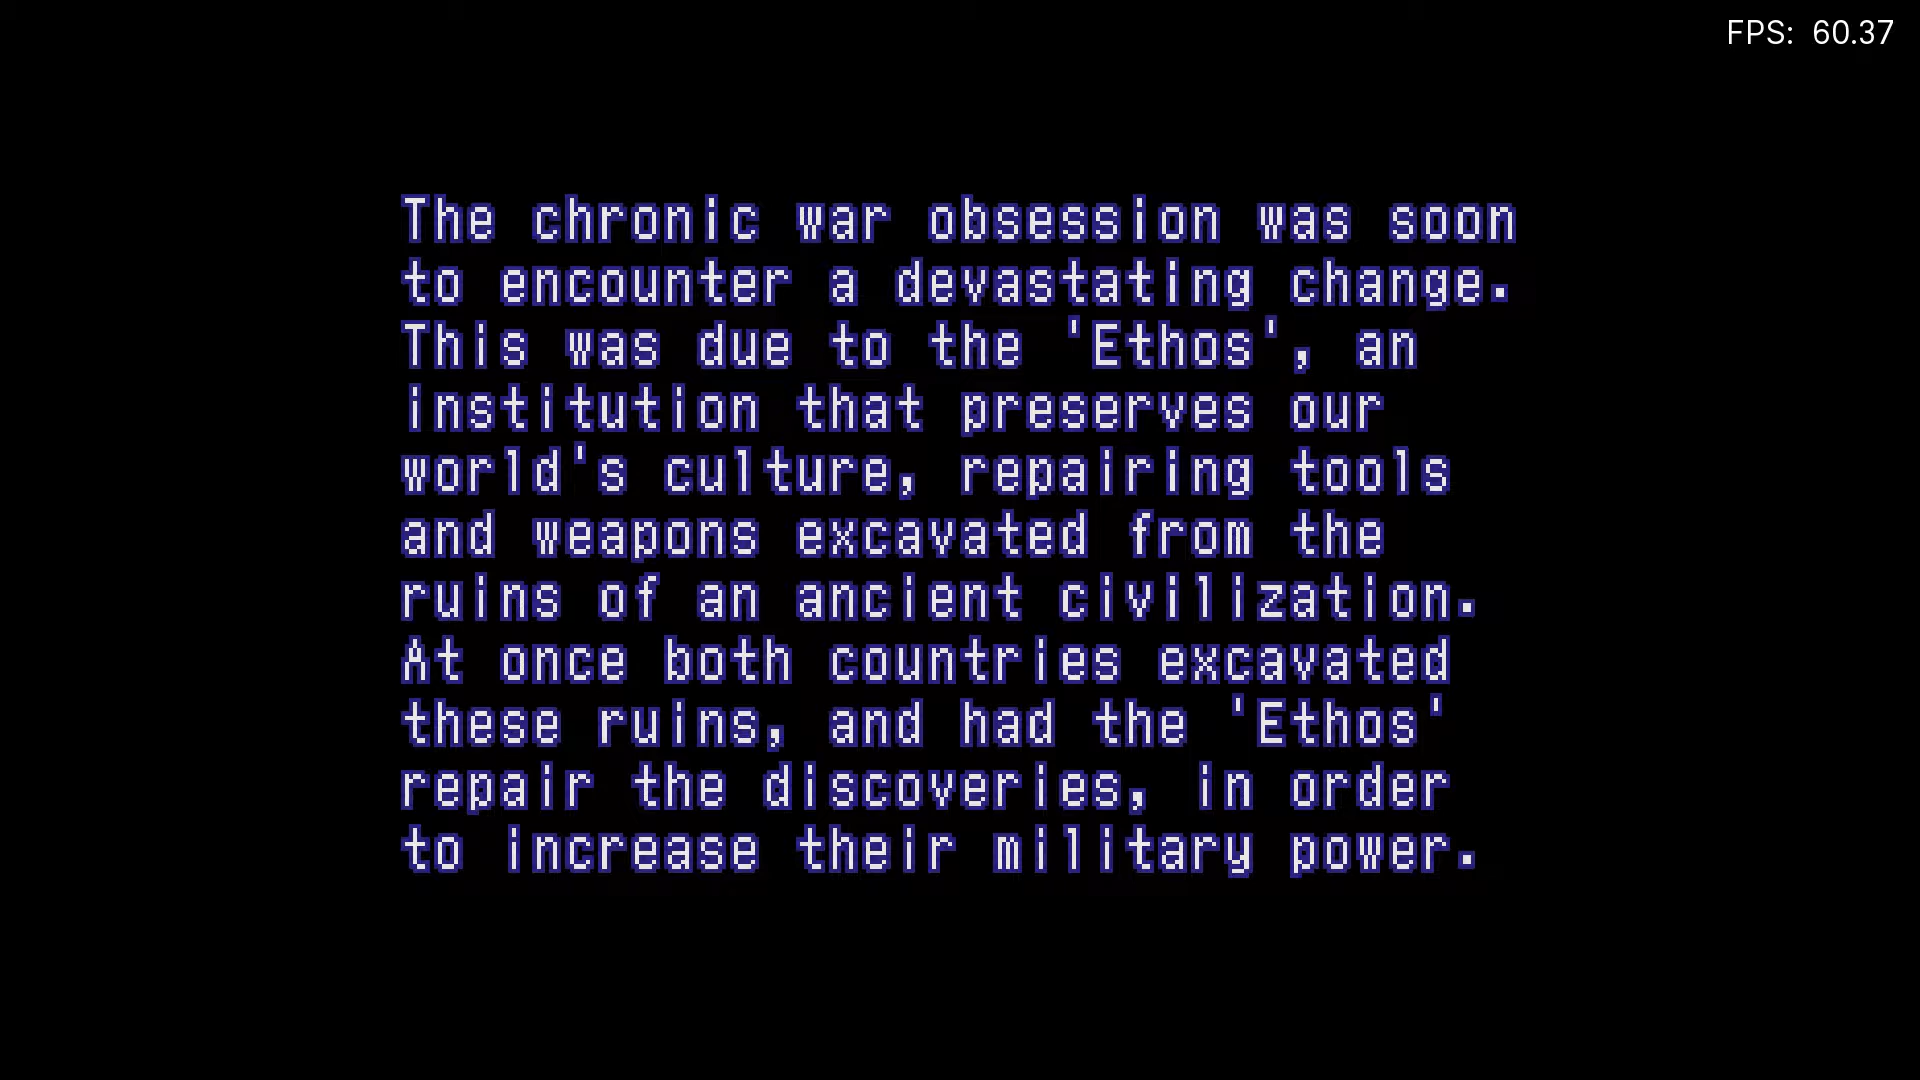 FPS: 60.37
The chronic war obsession was soon
to encounter a devastating change.
This was due to the 'Ethos', an
institution that preserves our
world's culture, repairing tools
and weapons excavated from the
ruins of an ancient civilization.
At once both countries excavated
these ruins, and had the 'Ethos'
repair the discoveries, in order
to increase their military power.